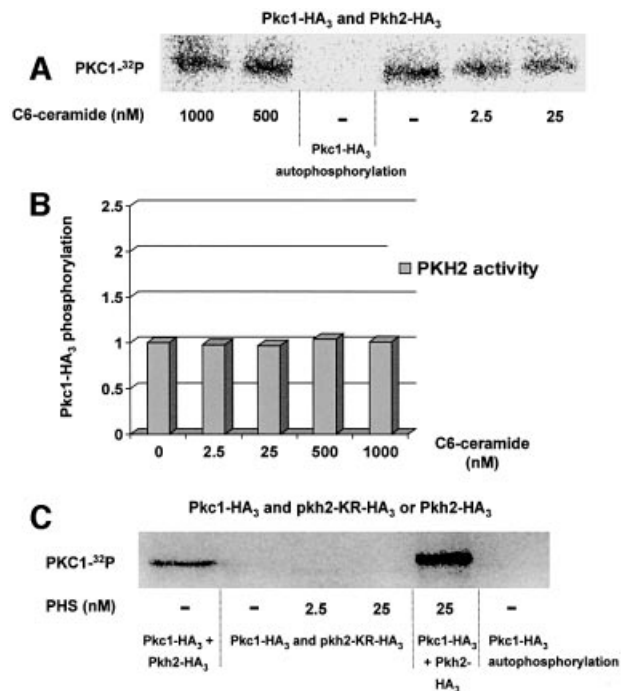 Pkc1-HA₃ and Pkh2-HA₃
A
PKC1-³²P
C6-ceramide (nM)
1000 500 – – 2.5 25
Pkc1-HA₃
autophosphorylation
B
Pkc1-HA₃ phosphorylation
2.5
2
1.5
1
0.5
0
PKH2 activity
0 2.5 25 500 1000
C6-ceramide
(nM)
C
Pkc1-HA₃ and pkh2-KR-HA₃ or Pkh2-HA₃
PKC1-³²P
PHS (nM)
– – 2.5 25 25 –
Pkc1-HA₃ +
Pkh2-HA₃
Pkc1-HA₃ and pkh2-KR-HA₃
Pkc1-HA₃
+ Pkh2-
HA₃
Pkc1-HA₃
autophosphorylation